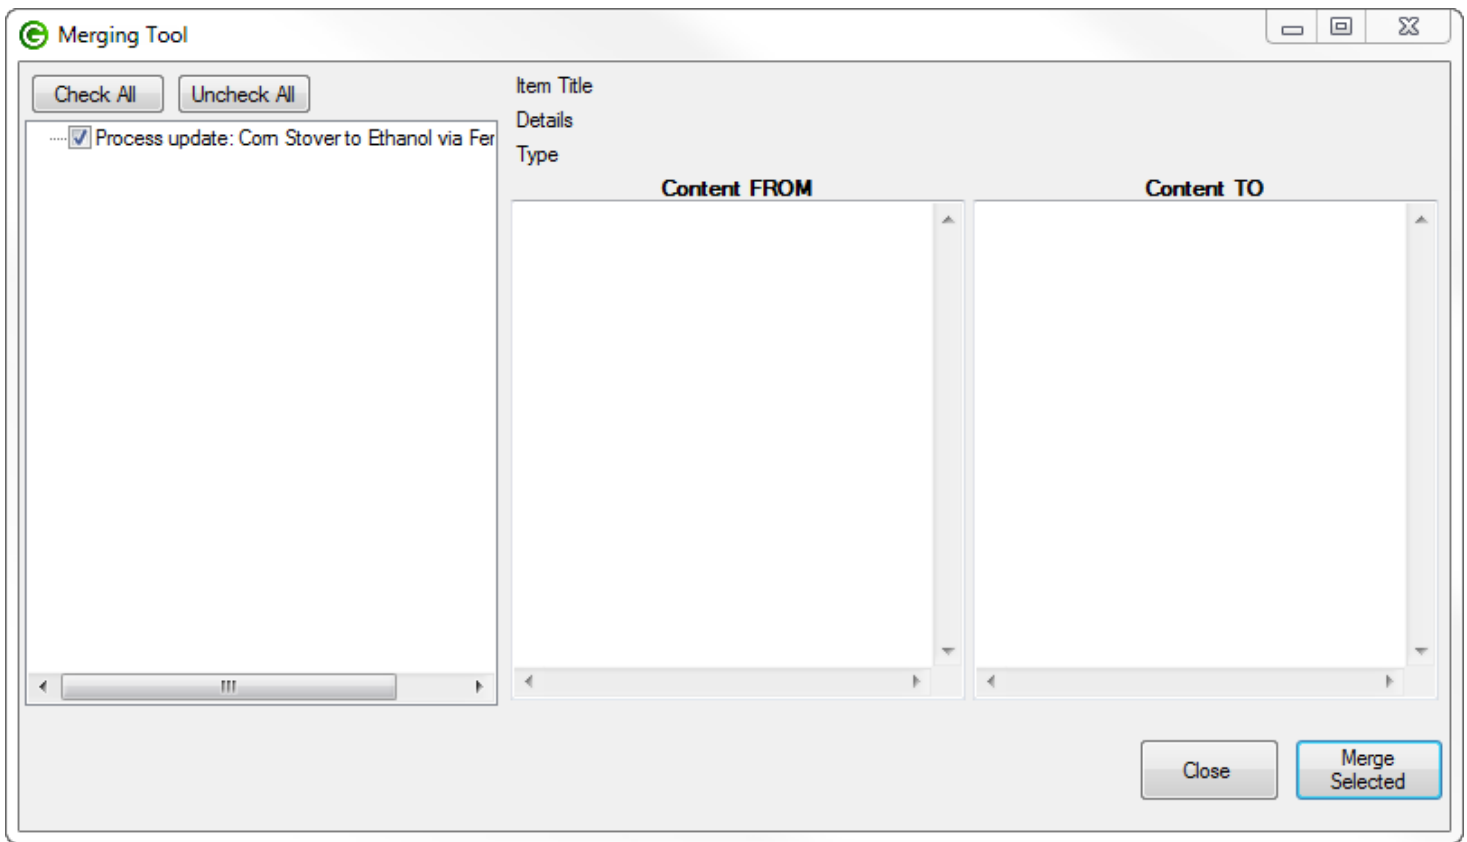 Merging Tool
Check All Uncheck All
Process update: Corn Stover to Ethanol via Fer
Item Title
Details
Type
Content FROM Content TO
Close Merge Selected